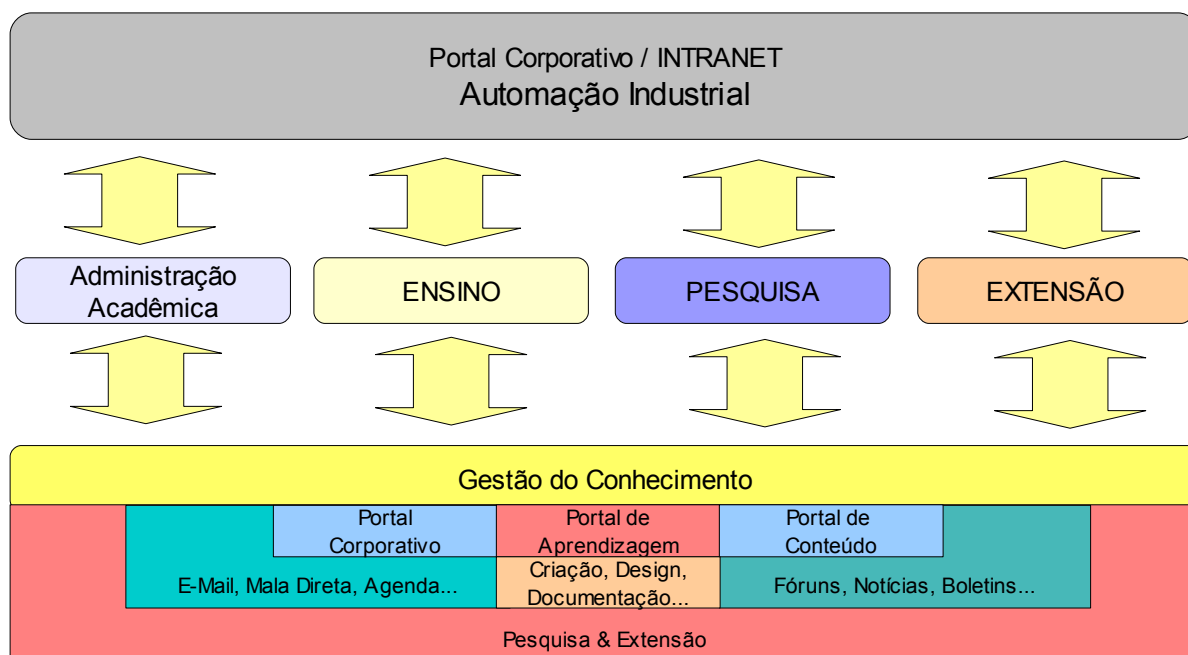 Portal Corporativo / INTRANET
Automação Industrial
Administração
Acadêmica
ENSINO
PESQUISA
EXTENSÃO
Gestão do Conhecimento
Portal
Corporativo
Portal de
Aprendizagem
Portal de
Conteúdo
E-Mail, Mala Direta, Agenda...
Criação, Design,
Documentação...
Fóruns, Notícias, Boletins...
Pesquisa & Extensão